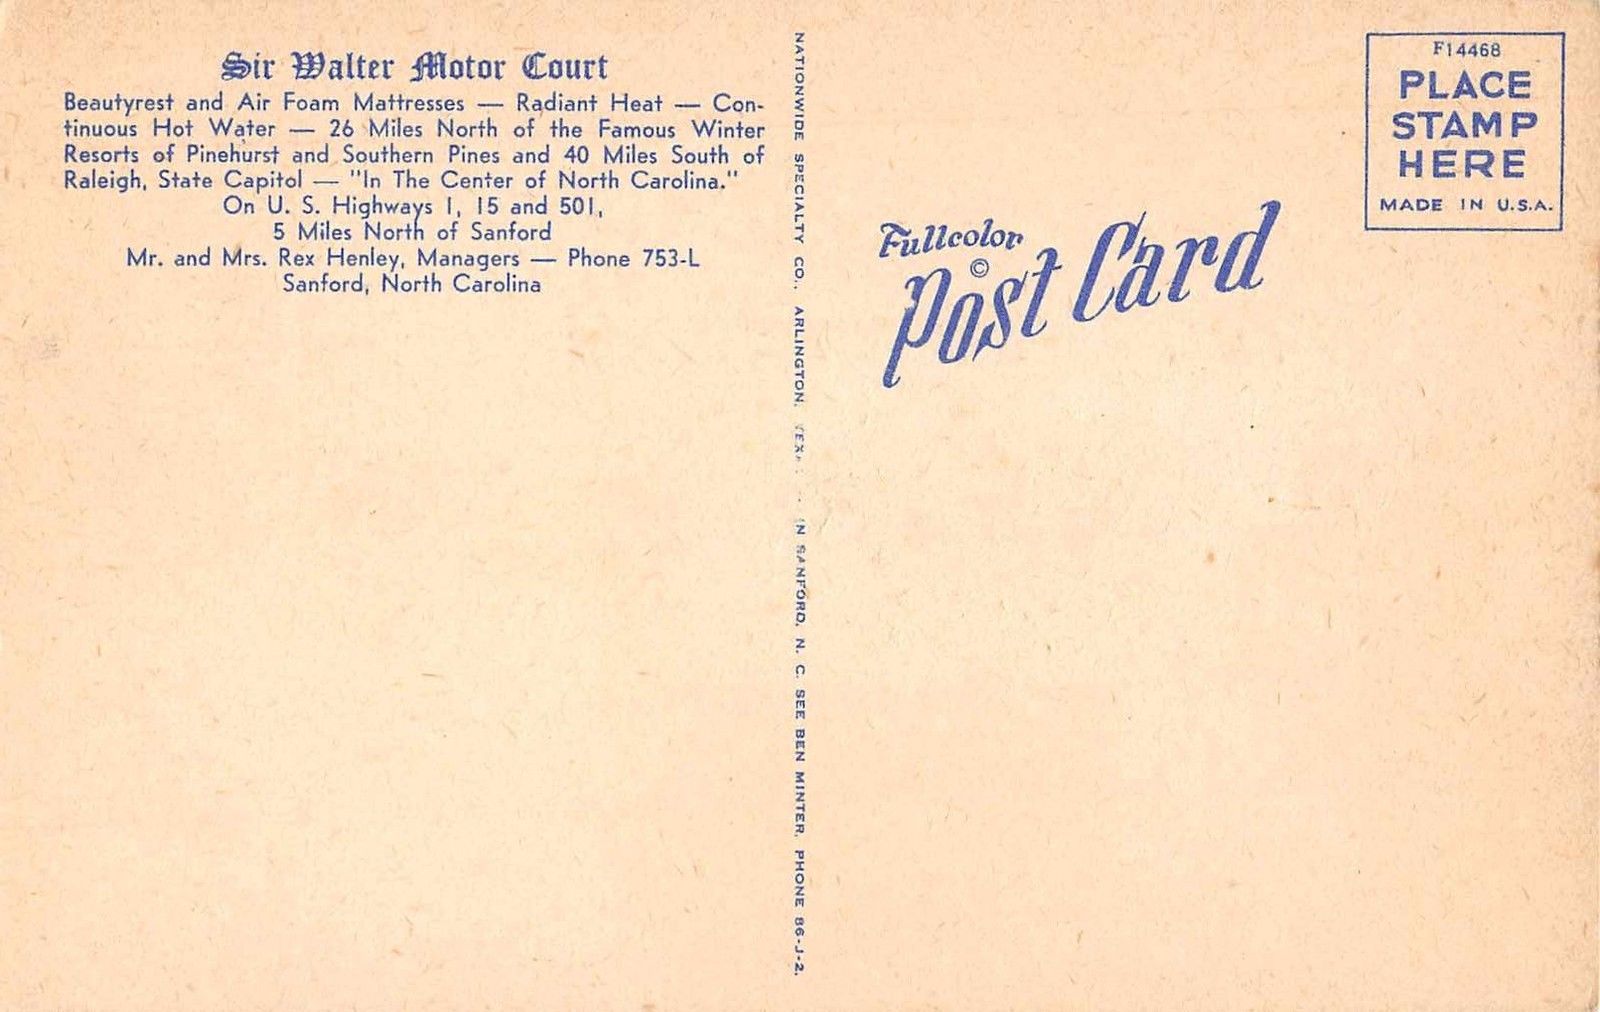 Sir Walter Motor Court
Beautyrest and Air Foam Mattresses — Radiant Heat — Con-
tinuous Hot Water — 26 Miles North of the Famous Winter
Resorts of Pinehurst and Southern Pines and 40 Miles South of
Raleigh, State Capitol — "In The Center of North Carolina."
On U. S. Highways 1, 15 and 501,
5 Miles North of Sanford
Mr. and Mrs. Rex Henley, Managers — Phone 753-L
Sanford, North Carolina
NATIONWIDE SPECIALTY CO., ARLINGTON, IN SANFORD, N. C. SEE BEN MINTER, PHONE 86-J-2.
Fullcolor
©
Post Card
F14468
PLACE
STAMP
HERE
MADE IN U.S.A.